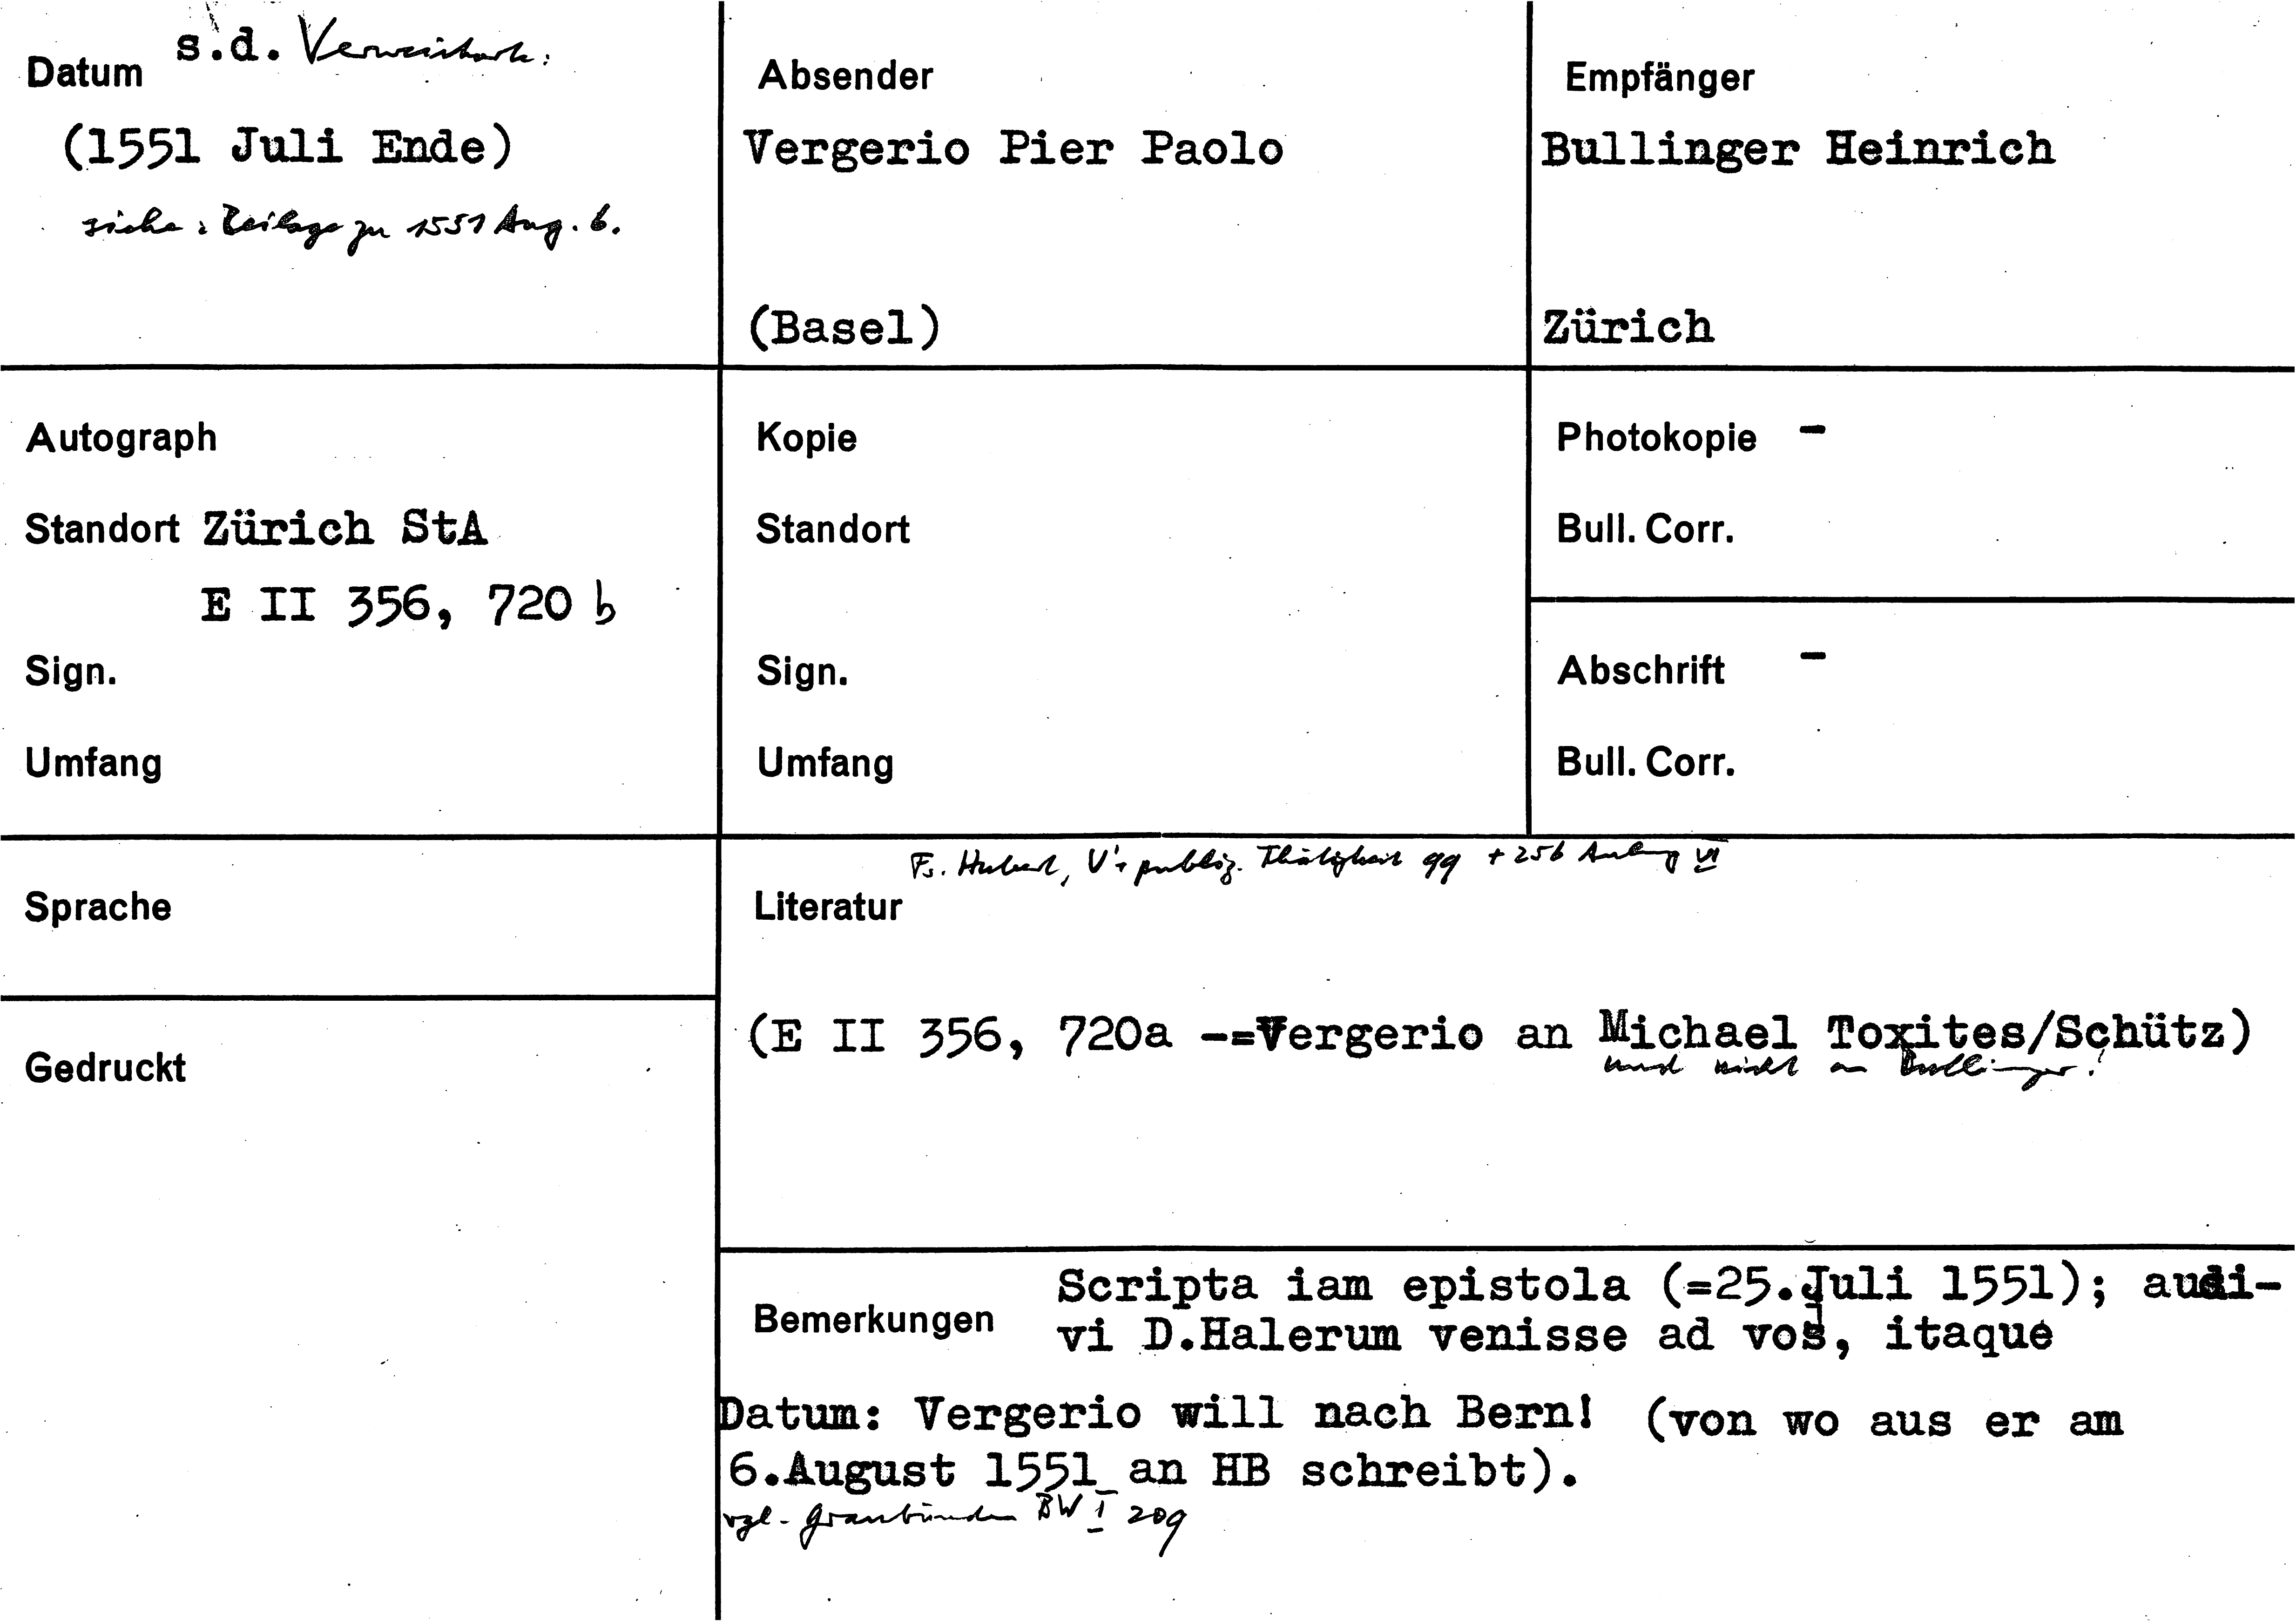 Datum s.d. Verweiskarte:
(1551 Juli Ende)
siehe: Beilage zu 1551 Aug. 6.
Absender
Vergerio Pier Paolo
(Basel)
Empfänger
Bullinger Heinrich
Zürich
Autograph
Standort Zürich StA
E II 356, 720 b
Sign.
Umfang
Kopie
Standort
Sign.
Umfang
Photokopie -
Bull. Corr.
Abschrift -
Bull. Corr.
Sprache
Gedruckt
Fs. Hubert, V's publiz. Thätigkeit 99 + 256 Anhang VI
Literatur
(E II 356, 720a -=Vergerio an Michael Toxites/Schütz)
und nicht an Bullinger!
Bemerkungen
Scripta iam epistola (=25.Juli 1551); audi-
vi D.Halerum venisse ad vos, itaque
Datum: Vergerio will nach Bern! (von wo aus er am
6.August 1551 an HB schreibt).
vgl. Graubünden BW I 209